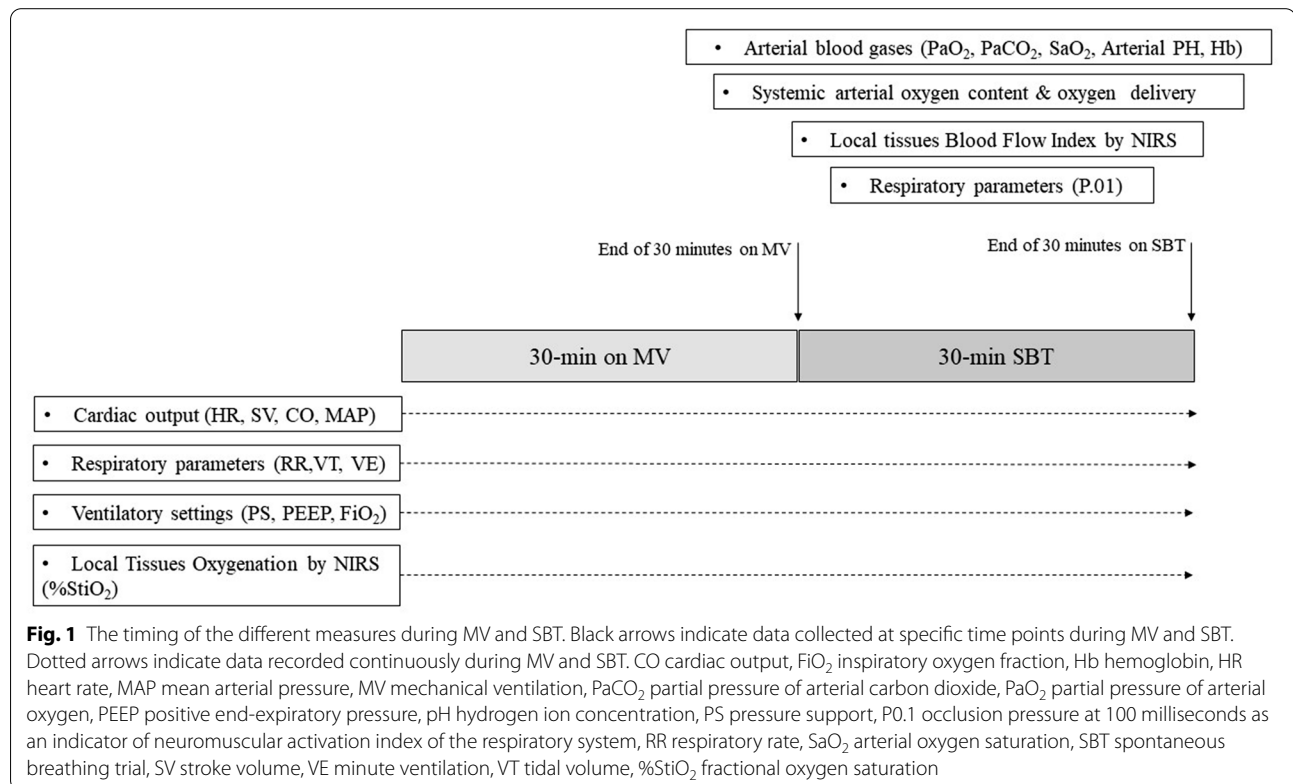 • Arterial blood gases (PaO₂, PaCO₂, SaO₂, Arterial PH, Hb)
• Systemic arterial oxygen content & oxygen delivery
• Local tissues Blood Flow Index by NIRS
• Respiratory parameters (P.01)
End of 30 minutes on MV
End of 30 minutes on SBT
30-min on MV
30-min SBT
• Cardiac output (HR, SV, CO, MAP)
• Respiratory parameters (RR,VT, VE)
• Ventilatory settings (PS, PEEP, FiO₂)
• Local Tissues Oxygenation by NIRS
(%StiO₂)
Fig. 1 The timing of the different measures during MV and SBT. Black arrows indicate data collected at specific time points during MV and SBT.
Dotted arrows indicate data recorded continuously during MV and SBT. CO cardiac output, FiO₂ inspiratory oxygen fraction, Hb hemoglobin, HR
heart rate, MAP mean arterial pressure, MV mechanical ventilation, PaCO₂ partial pressure of arterial carbon dioxide, PaO₂ partial pressure of arterial
oxygen, PEEP positive end-expiratory pressure, pH hydrogen ion concentration, PS pressure support, P0.1 occlusion pressure at 100 milliseconds as
an indicator of neuromuscular activation index of the respiratory system, RR respiratory rate, SaO₂ arterial oxygen saturation, SBT spontaneous
breathing trial, SV stroke volume, VE minute ventilation, VT tidal volume, %StiO₂ fractional oxygen saturation